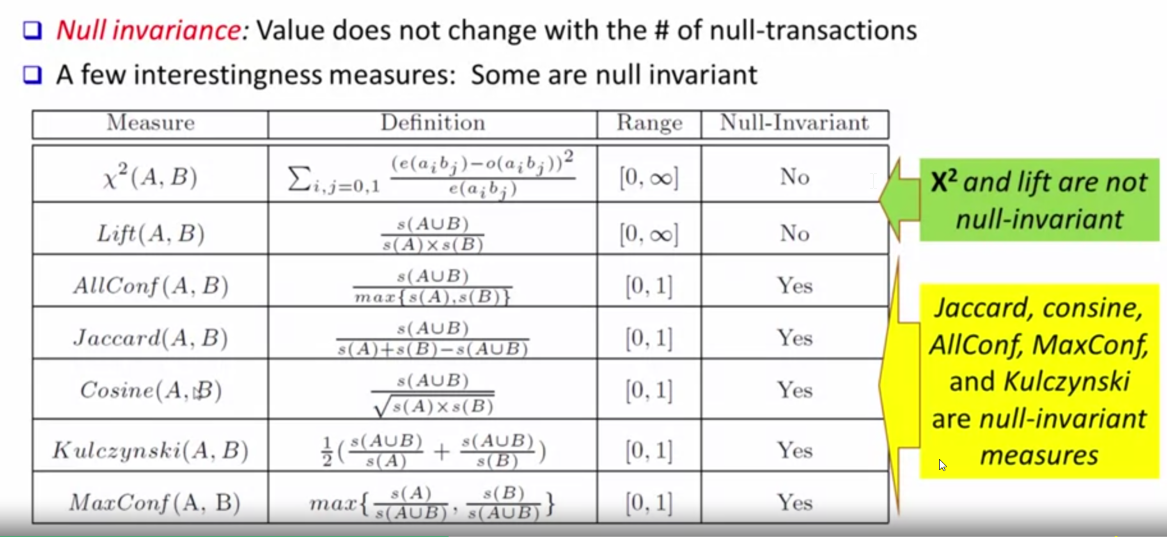 Null invariance: Value does not change with the # of null-transactions
A few interestingness measures: Some are null invariant
Measure Definition Range Null-Invariant
χ²(A, B) ∑i,j=0,1 (e(aibj)−o(aibj))² / e(aibj) [0, ∞] No
Lift(A, B) s(A∪B) / s(A)×s(B) [0, ∞] No
AllConf(A, B) s(A∪B) / max{s(A),s(B)} [0, 1] Yes
Jaccard(A, B) s(A∪B) / s(A)+s(B)−s(A∪B) [0, 1] Yes
Cosine(A, B) s(A∪B) / √s(A)×s(B) [0, 1] Yes
Kulczynski(A, B) 1/2(s(A∪B)/s(A) + s(A∪B)/s(B)) [0, 1] Yes
MaxConf(A, B) max{s(A)/s(A∪B), s(B)/s(A∪B)} [0, 1] Yes
X² and lift are not
null-invariant
Jaccard, consine,
AllConf, MaxConf,
and Kulczynski
are null-invariant
measures